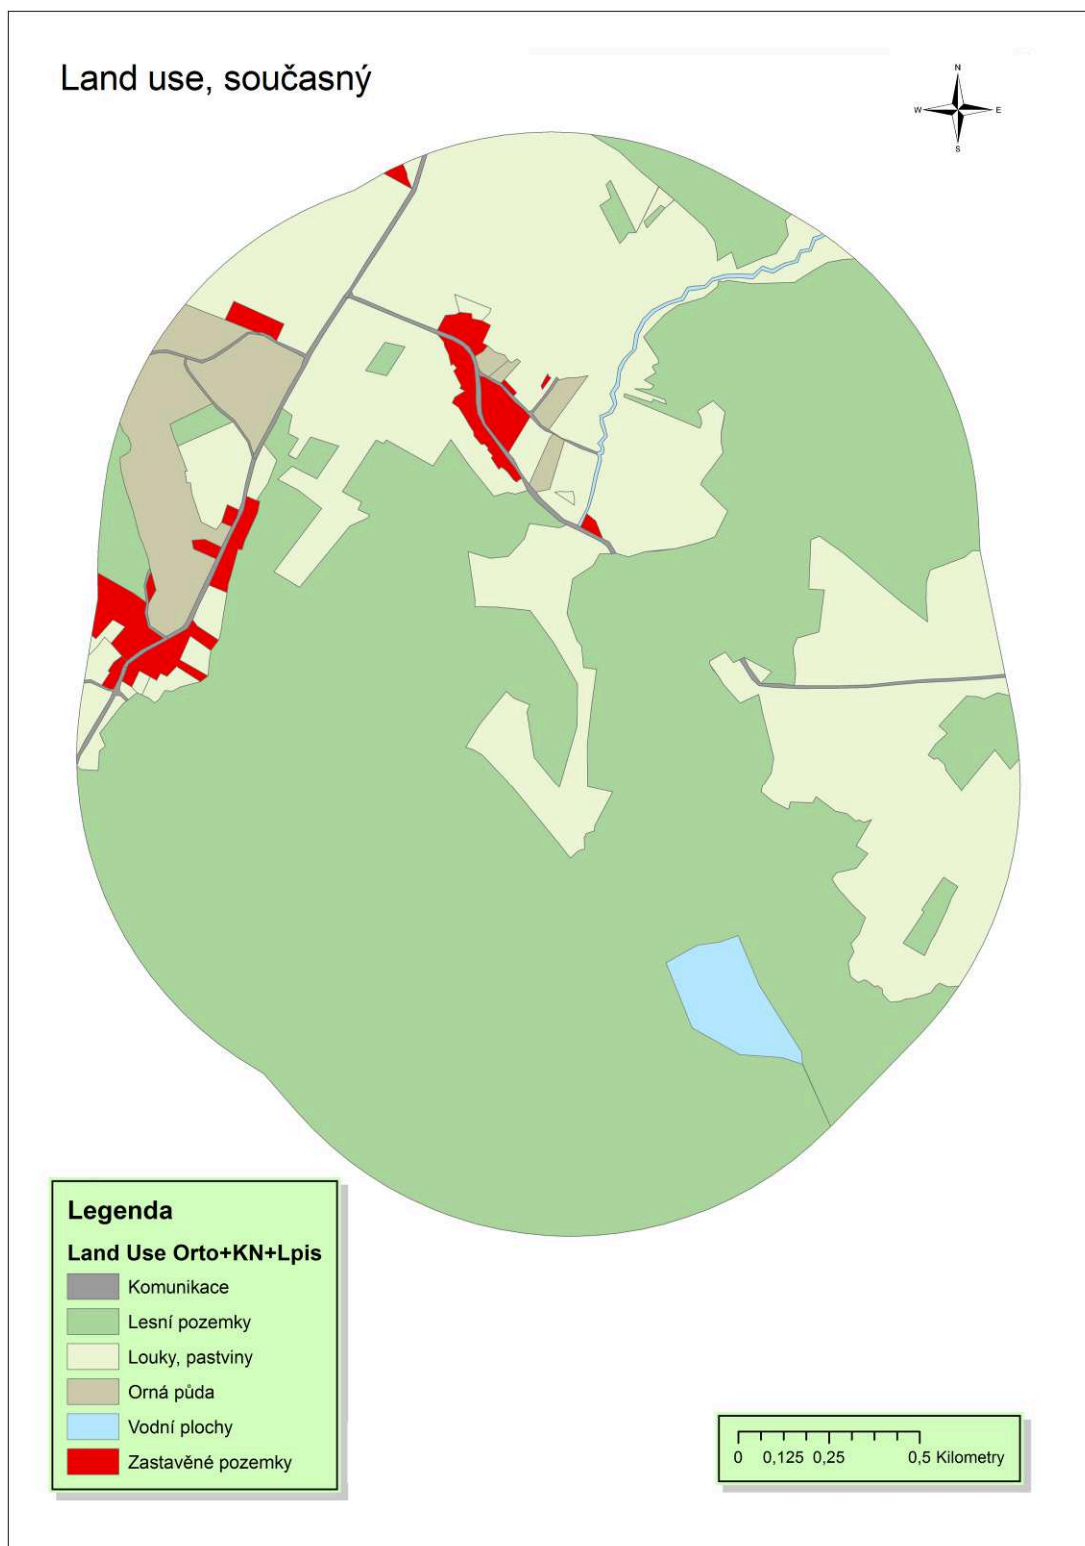 Land use, současný
N
W E
S
Legenda
Land Use Orto+KN+Lpis
Komunikace
Lesní pozemky
Louky, pastviny
Orná půda
Vodní plochy
Zastavěné pozemky
0 0,125 0,25 0,5 Kilometry